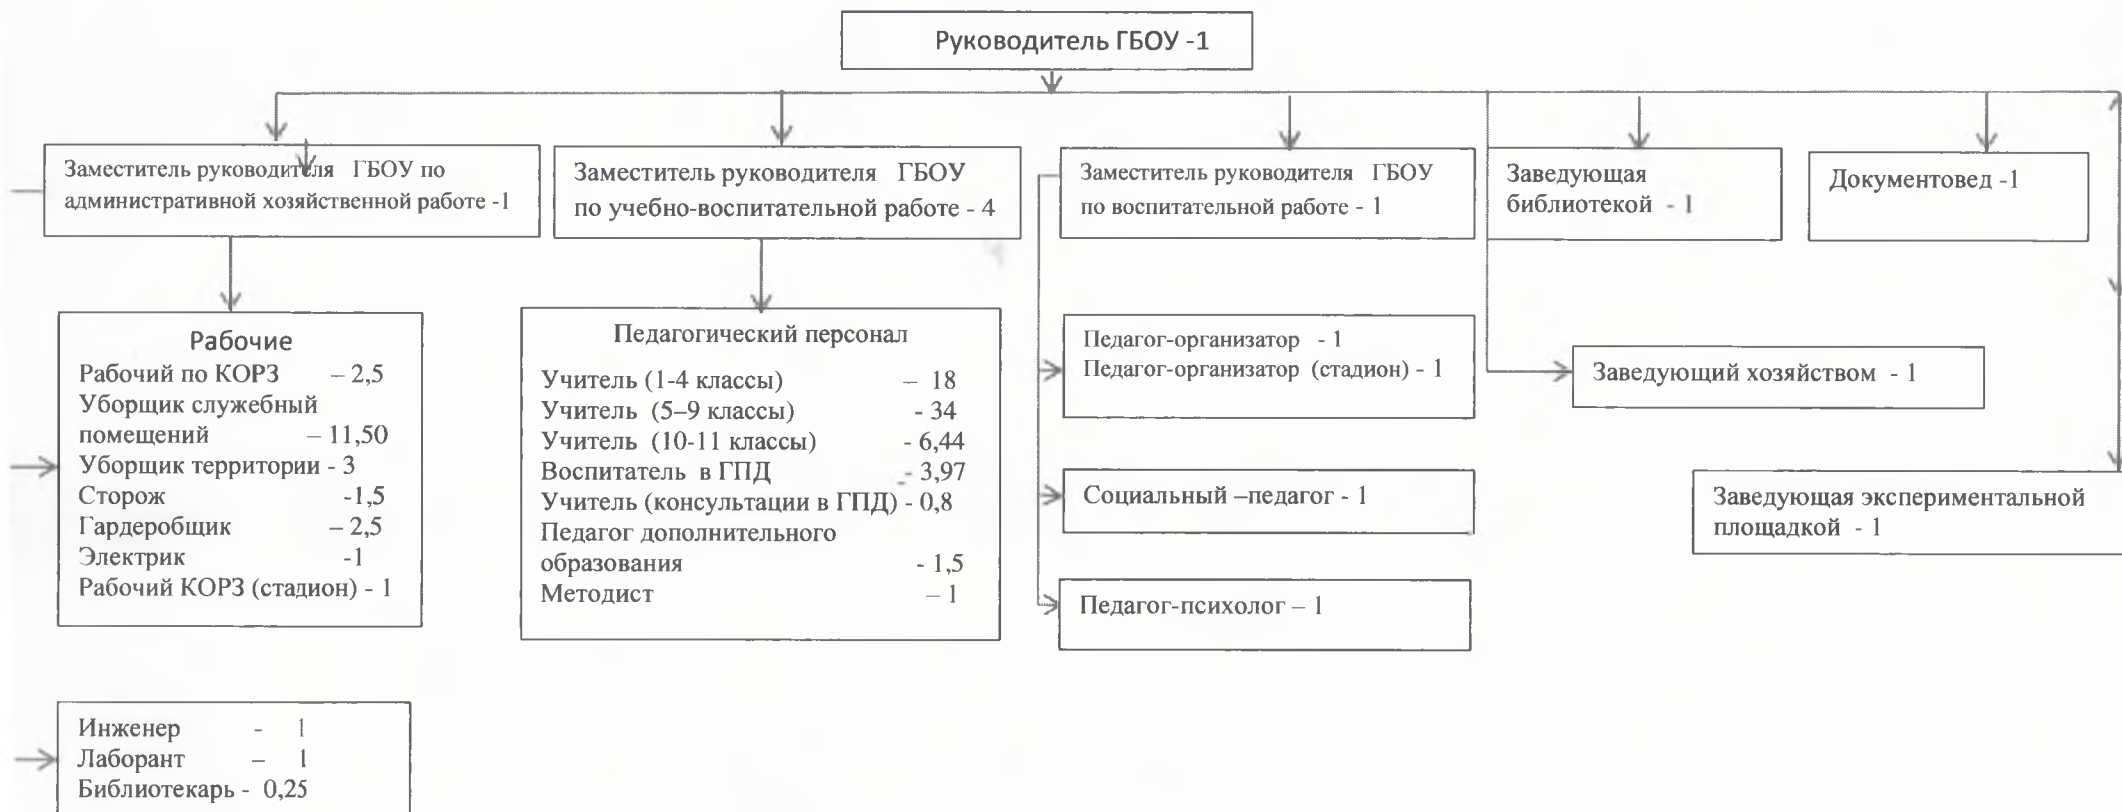 Руководитель ГБОУ -1
Заместитель руководителя ГБОУ по
административной хозяйственной работе -1
Заместитель руководителя ГБОУ
по учебно-воспитательной работе - 4
Заместитель руководителя ГБОУ
по воспитательной работе - 1
Заведующая
библиотекой - 1
Документовед -1
Рабочие
Рабочий по КОРЗ – 2,5
Уборщик служебный
помещений – 11,50
Уборщик территории - 3
Сторож -1,5
Гардеробщик – 2,5
Электрик -1
Рабочий КОРЗ (стадион) - 1
Педагогический персонал
Учитель (1-4 классы) – 18
Учитель (5–9 классы) - 34
Учитель (10-11 классы) - 6,44
Воспитатель в ГПД - 3,97
Учитель (консультации в ГПД) - 0,8
Педагог дополнительного
образования - 1,5
Методист – 1
Педагог-организатор - 1
Педагог-организатор (стадион) - 1
Социальный –педагог - 1
Педагог-психолог – 1
Заведующий хозяйством - 1
Заведующая экспериментальной
площадкой - 1
Инженер - 1
Лаборант – 1
Библиотекарь - 0,25